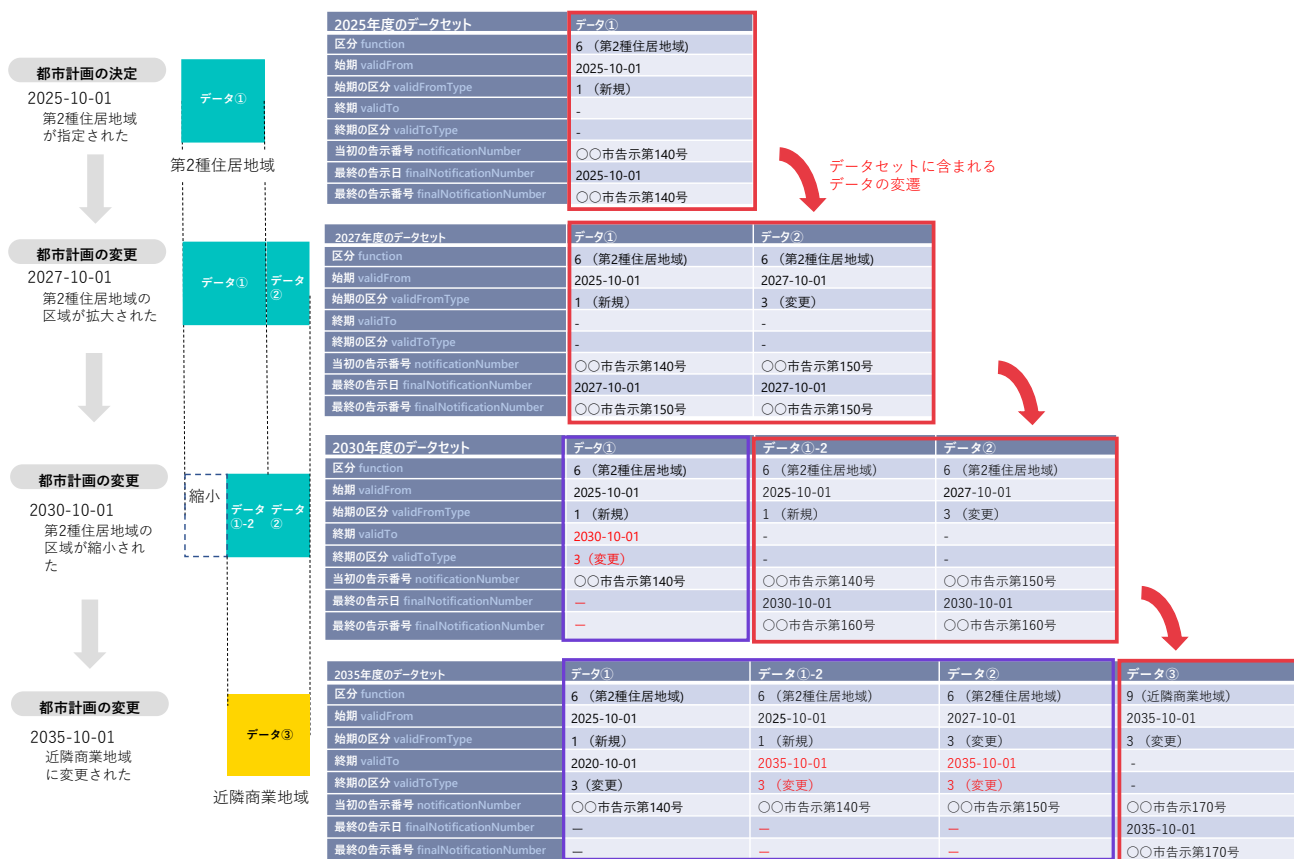 2025年度のデータセット データ①
区分 function 6 （第2種住居地域)
始期 validFrom 2025-10-01
始期の区分 validFromType 1 （新規）
終期 validTo -
終期の区分 validToType -
当初の告示番号 notificationNumber 〇〇市告示第140号
最終の告示日 finalNotificationNumber 2025-10-01
最終の告示番号 finalNotificationNumber 〇〇市告示第140号
都市計画の決定
2025-10-01
第2種住居地域
が指定された
データ①
第2種住居地域
データセットに含まれる
データの変遷
2027年度のデータセット データ① データ②
区分 function 6 （第2種住居地域) 6 （第2種住居地域)
始期 validFrom 2025-10-01 2027-10-01
始期の区分 validFromType 1 （新規） 3 （変更）
終期 validTo - -
終期の区分 validToType - -
当初の告示番号 notificationNumber 〇〇市告示第140号 〇〇市告示第150号
最終の告示日 finalNotificationNumber 2027-10-01 2027-10-01
最終の告示番号 finalNotificationNumber 〇〇市告示第150号 〇〇市告示第150号
都市計画の変更
2027-10-01
第2種住居地域の
区域が拡大された
データ①
データ
②
2030年度のデータセット データ① データ①-2 データ②
区分 function 6 （第2種住居地域) 6 （第2種住居地域） 6 （第2種住居地域）
始期 validFrom 2025-10-01 2025-10-01 2027-10-01
始期の区分 validFromType 1 （新規） 1 （新規） 3 （変更）
終期 validTo 2030-10-01 - -
終期の区分 validToType 3（変更） - -
当初の告示番号 notificationNumber 〇〇市告示第140号 〇〇市告示第140号 〇〇市告示第150号
最終の告示日 finalNotificationNumber － 2030-10-01 2030-10-01
最終の告示番号 finalNotificationNumber － 〇〇市告示第160号 〇〇市告示第160号
都市計画の変更
2030-10-01
第2種住居地域の
区域が縮小され
た
縮小
データ
①-2
データ
②
2035年度のデータセット データ① データ①-2 データ②　データ③
区分 function 6 （第2種住居地域) 6 （第2種住居地域） 6 （第2種住居地域） 9（近隣商業地域）
始期 validFrom 2025-10-01 2025-10-01 2027-10-01 2035-10-01
始期の区分 validFromType 1 （新規） 1 （新規） 3 （変更） 3 （変更）
終期 validTo 2020-10-01 2035-10-01 2035-10-01 -
終期の区分 validToType 3（変更） 3 （変更） 3 （変更） -
当初の告示番号 notificationNumber 〇〇市告示第140号 〇〇市告示第140号 〇〇市告示第150号 〇〇市告示170号
最終の告示日 finalNotificationNumber － － － 2035-10-01
最終の告示番号 finalNotificationNumber － － － 〇〇市告示第170号
都市計画の変更
2035-10-01
近隣商業地域
に変更された
データ③
近隣商業地域